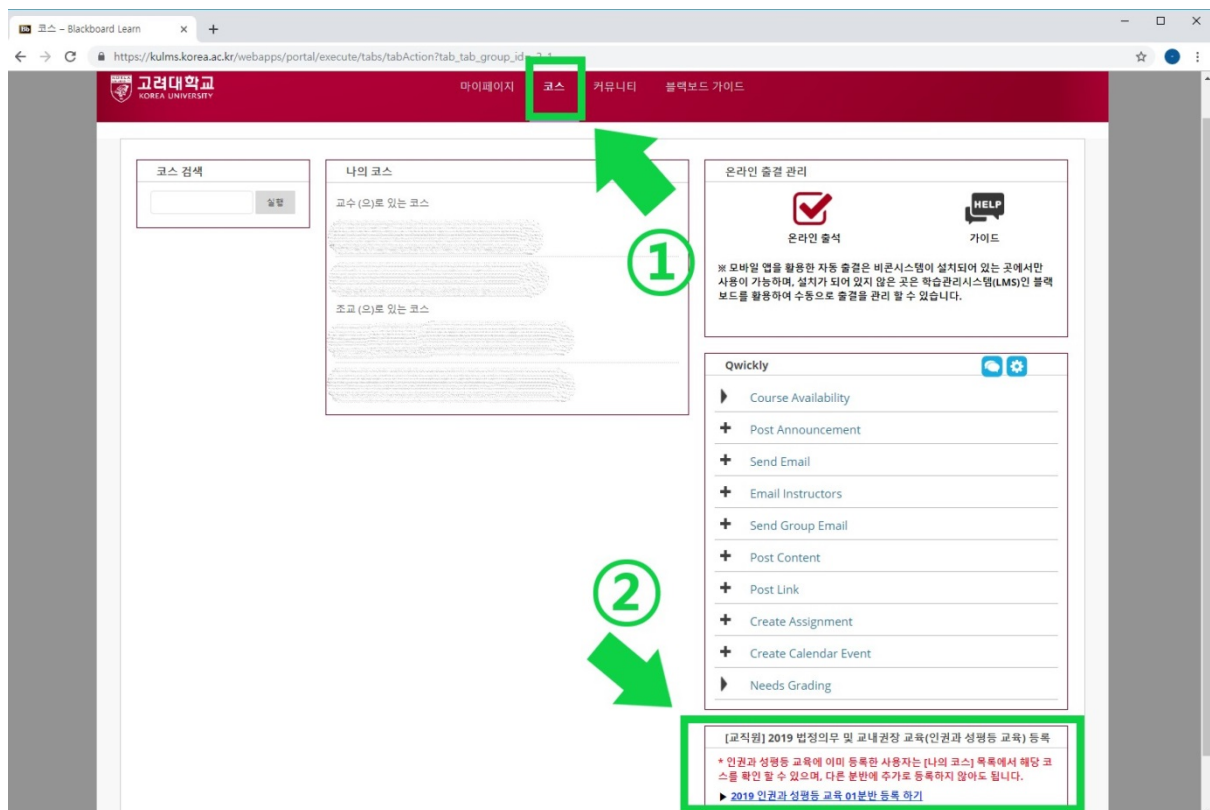 코스 – Blackboard Learn
https://kulms.korea.ac.kr/webapps/portal/execute/tabs/tabAction?tab_tab_group_id=_2_1
고려대학교
KOREA UNIVERSITY
마이페이지 코스 커뮤니티 블랙보드 가이드
①
코스 검색
실행
나의 코스
교수 (으)로 있는 코스
조교 (으)로 있는 코스
온라인 출결 관리
HELP
온라인 출석 가이드
※ 모바일 앱을 활용한 자동 출결은 비콘시스템이 설치되어 있는 곳에서만
사용이 가능하며, 설치가 되어 있지 않은 곳은 학습관리시스템(LMS)인 블랙
보드를 활용하여 수동으로 출결을 관리 할 수 있습니다.
Qwickly
Course Availability
Post Announcement
Send Email
Email Instructors
Send Group Email
Post Content
Post Link
Create Assignment
Create Calendar Event
Needs Grading
②
[교직원] 2019 법정의무 및 교내권장 교육(인권과 성평등 교육) 등록
* 인권과 성평등 교육에 이미 등록한 사용자는 [나의 코스] 목록에서 해당 코
스를 확인 할 수 있으며, 다른 분반에 추가로 등록하지 않아도 됩니다.
▶ 2019 인권과 성평등 교육 01분반 등록 하기